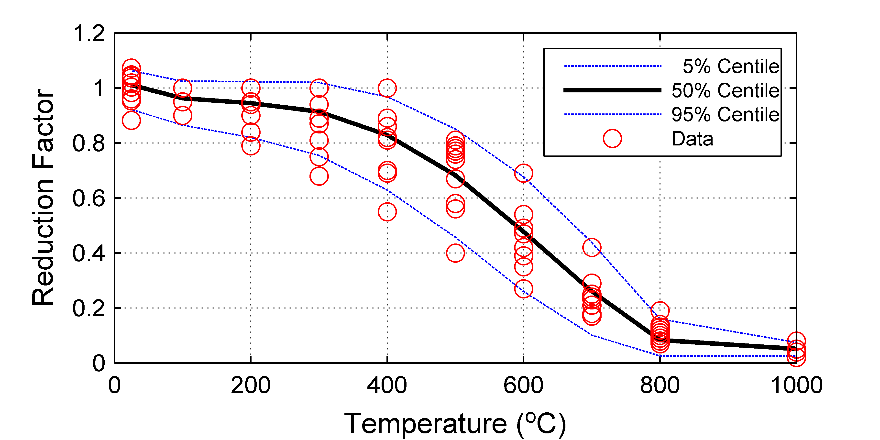 1.2
1
0.8
0.6
0.4
0.2
0
Reduction Factor
5% Centile
50% Centile
95% Centile
Data
0 200 400 600 800 1000
Temperature (ºC)